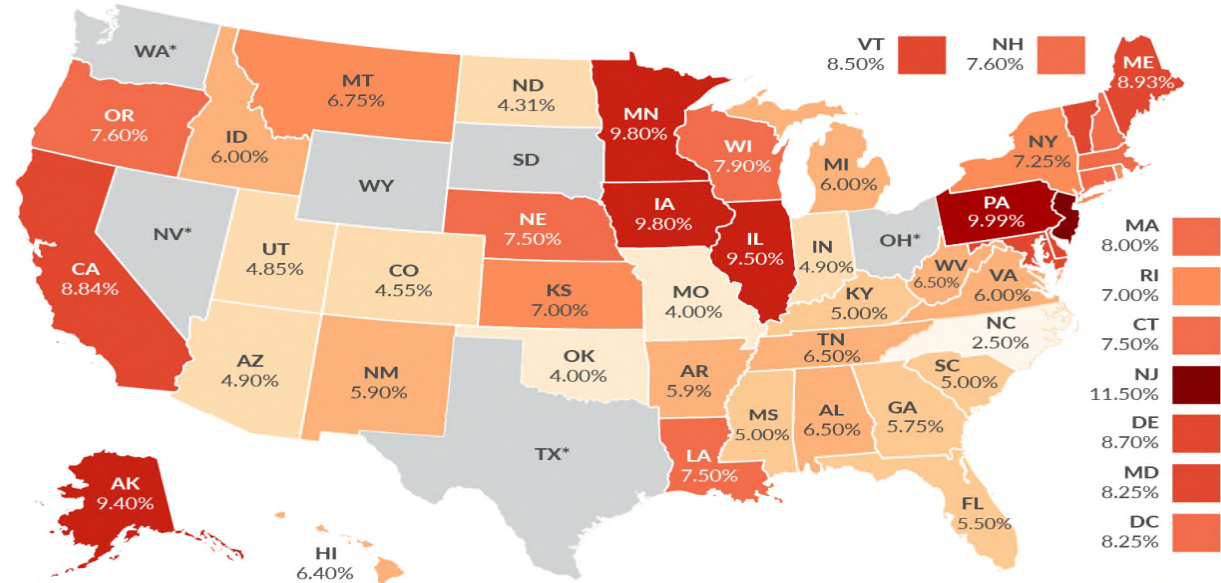 WA*
OR
7.60%
CA
8.84%
NV*
ID
6.00%
MT
6.75%
WY
UT
4.85%
AZ
4.90%
CO
4.55%
NM
5.90%
ND
4.31%
SD
NE
7.50%
KS
7.00%
OK
4.00%
TX*
MN
9.80%
IA
9.80%
MO
4.00%
AR
5.9%
LA
7.50%
WI
7.90%
IL
9.50%
MI
6.00%
IN
4.90%
OH*
KY
5.00%
TN
6.50%
MS
5.00%
AL
6.50%
GA
5.75%
FL
5.50%
SC
5.00%
NC
2.50%
VA
6.00%
WV
6.50%
PA
9.99%
NY
7.25%
ME
8.93%
VT
8.50%
NH
7.60%
MA
8.00%
RI
7.00%
CT
7.50%
NJ
11.50%
DE
8.70%
MD
8.25%
DC
8.25%
AK
9.40%
HI
6.40%